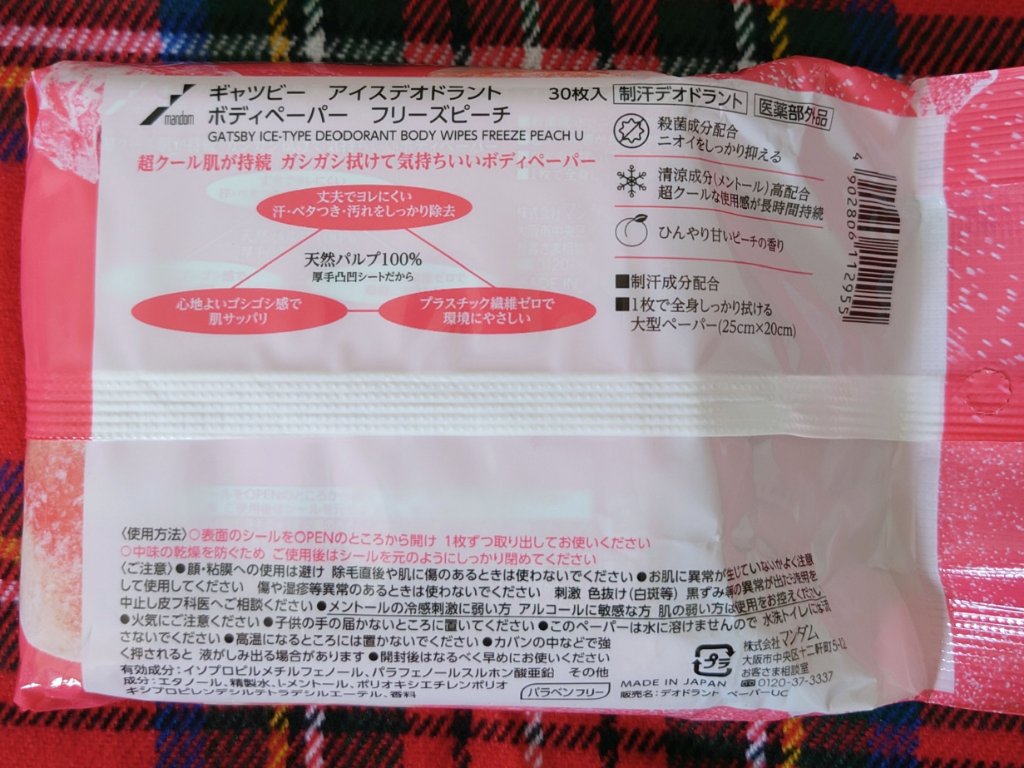 mandom
ギャツビー アイスデオドラント
ボディペーパー フリーズピーチ
30枚入
制汗デオドラント
医薬部外品
GATSBY ICE-TYPE DEODORANT BODY WIPES FREEZE PEACH U
超クール肌が持続 ガシガシ拭けて気持ちいいボディペーパー
丈夫でヨレにくい
汗・ベタつき・汚れをしっかり除去
天然パルプ100%
厚手凸凹シートだから
心地よいゴシゴシ感で
肌サッパリ
プラスチック繊維ゼロで
環境にやさしい
殺菌成分配合
ニオイをしっかり抑える
清涼成分(メントール)高配合
超クールな使用感が長時間持続
ひんやり甘いピーチの香り
■制汗成分配合
■1枚で全身しっかり拭ける
大型ペーパー(25cm×20cm)
4 902806 112955
〈使用方法〉○表面のシールをOPENのところから開け 1枚ずつ取り出してお使いください
○中味の乾燥を防ぐため ご使用後はシールを元のようにしっかり閉めてください
〈ご注意〉●顔・粘膜への使用は避け 除毛直後や肌に傷のあるときは使わないでください ●お肌に異常が生じていないかよく注意
して使用してください 傷や湿疹等異常のあるときは使わないでください 刺激 色抜け(白斑等) 黒ずみ等の異常が出たら使用を
中止し皮フ科医へご相談ください ●メントールの冷感刺激に弱い方 アルコールに敏感な方 肌の弱い方は使用をお控えください
●火気にご注意ください ●子供の手の届かないところに置いてください ●このペーパーは水に溶けませんので 水洗トイレには流
さないでください ●高温になるところには置かないでください ●カバンの中などで強
く押されると 液がしみ出る場合があります ●開封後はなるべく早めにお使いください
有効成分:イソプロピルメチルフェノール、パラフェノールスルホン酸亜鉛 その他
成分:エタノール、精製水、l-メントール、ポリオキシエチレンポリオ
キシプロピレンデシルテトラデシルエーテル、香料
パラベンフリー
プラ
MADE IN JAPAN
株式会社 マンダム
大阪市中央区十二軒町5-12
お客さま相談室
0120-37-3337
販売名:デオドラント ペーパーUC